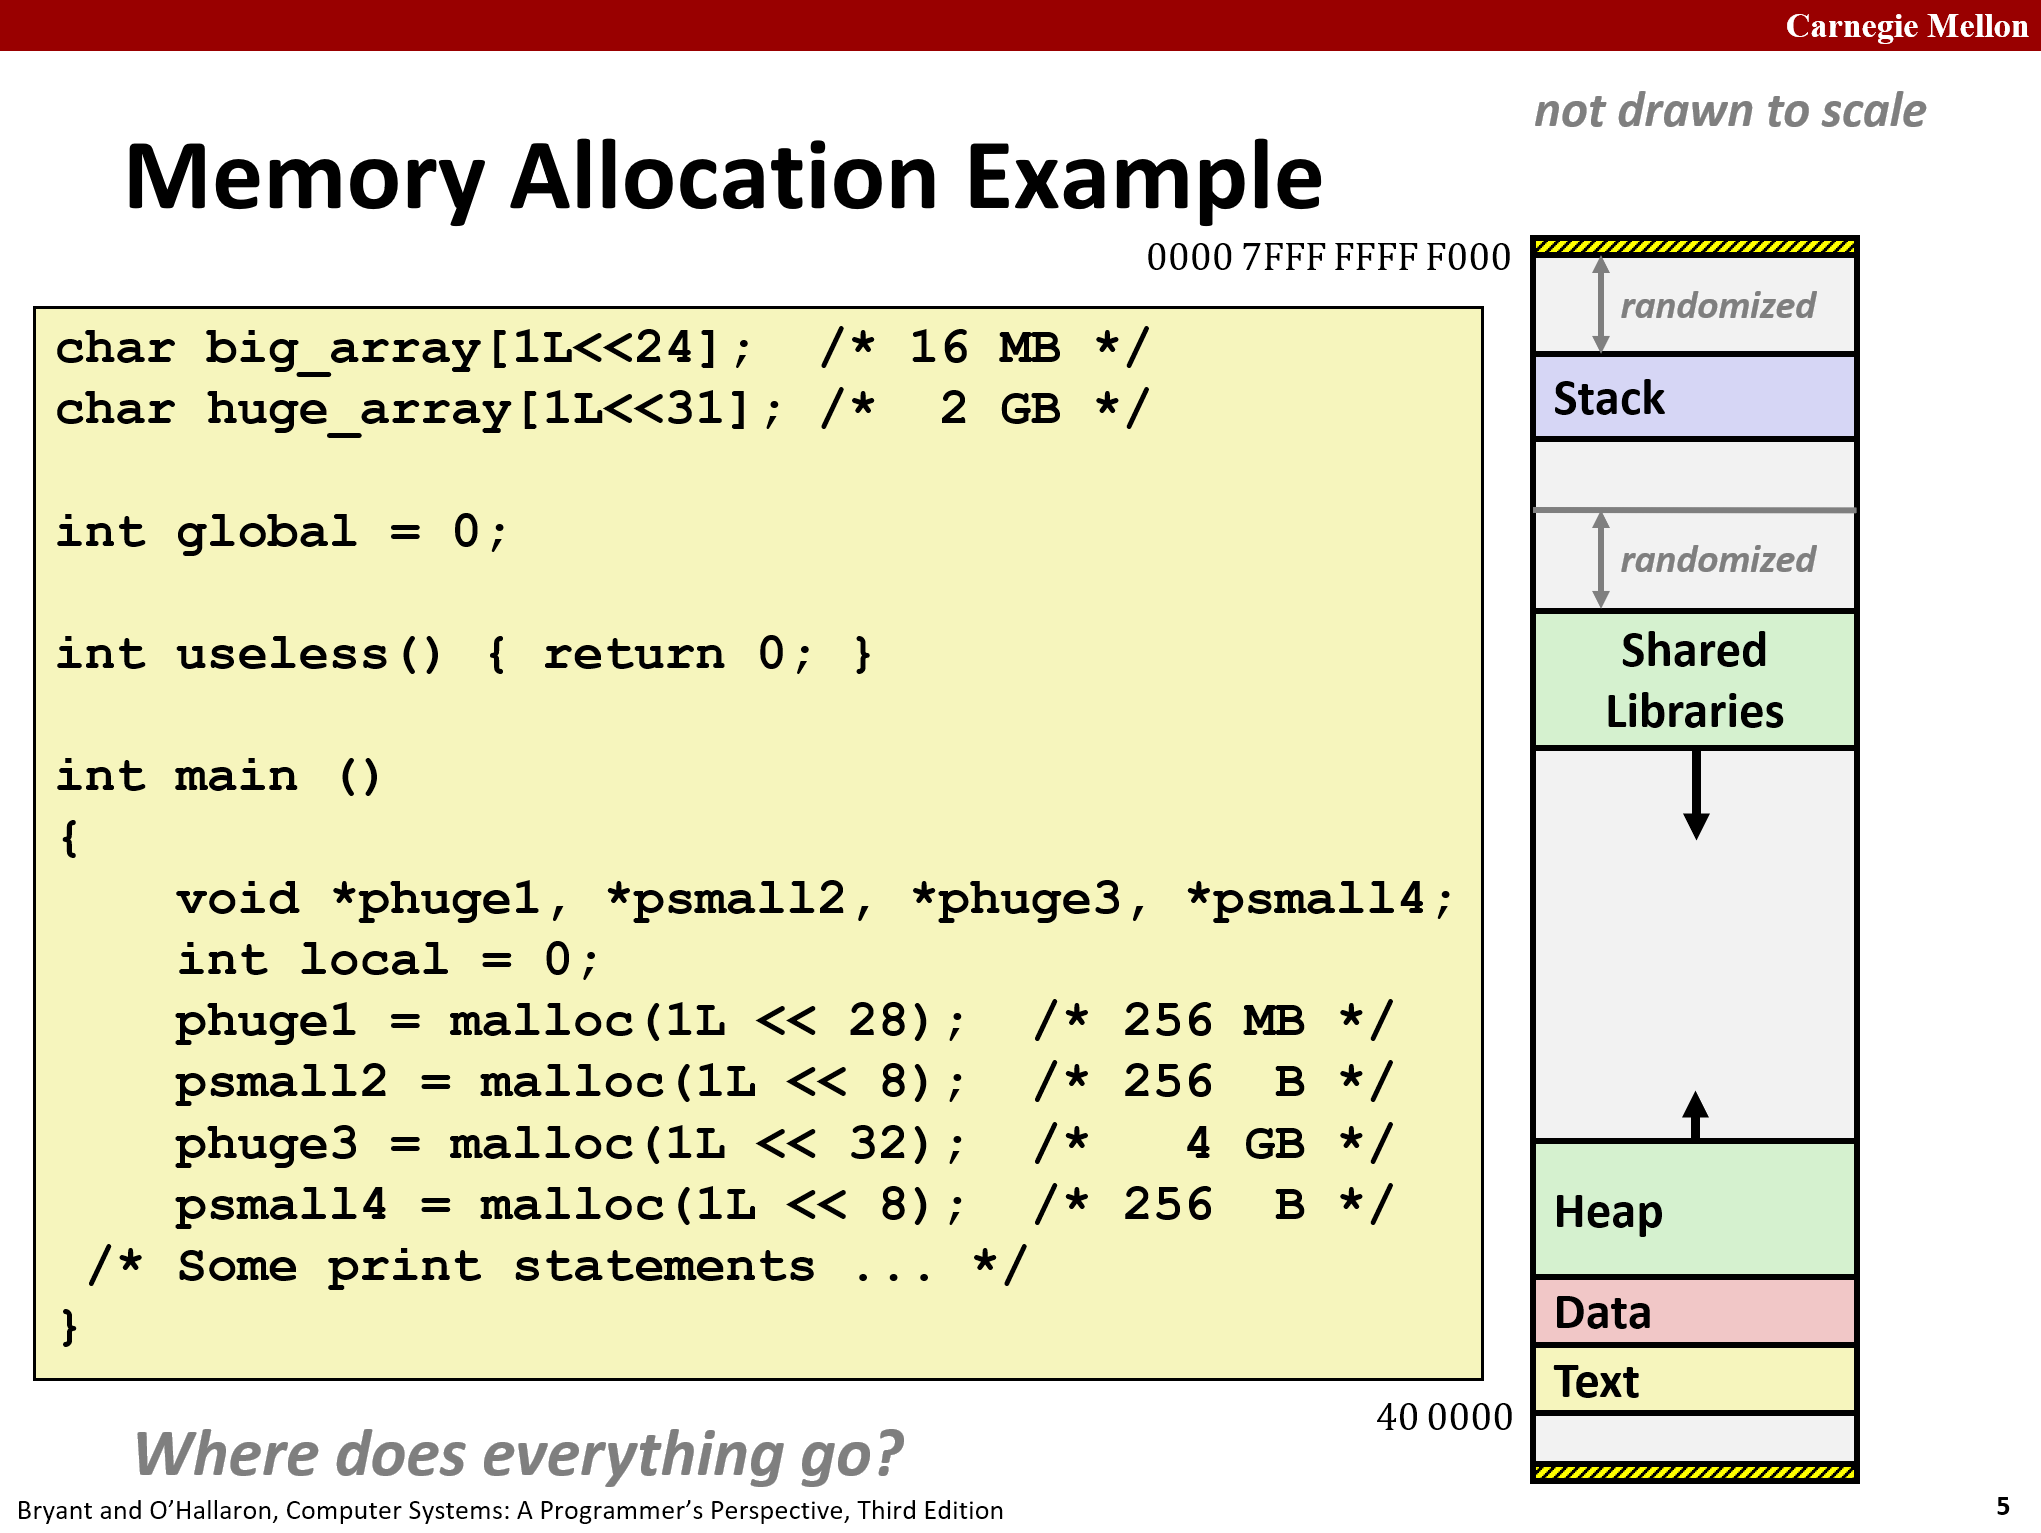 Carnegie Mellon
not drawn to scale
Memory Allocation Example
0000 7FFF FFFF F000
char big_array[1L<<24];  /* 16 MB */
char huge_array[1L<<31]; /*  2 GB */
int global = 0;
int useless() { return 0; }
int main ()
{
    void *phuge1, *psmall2, *phuge3, *psmall4;
    int local = 0;
    phuge1 = malloc(1L << 28);  /* 256 MB */
    psmall2 = malloc(1L << 8);  /* 256  B */
    phuge3 = malloc(1L << 32);  /*   4 GB */
    psmall4 = malloc(1L << 8);  /* 256  B */
 /* Some print statements ... */
}
randomized
Stack
randomized
Shared
Libraries
Heap
Data
Text
40 0000
Where does everything go?
Bryant and O’Hallaron, Computer Systems: A Programmer’s Perspective, Third Edition
5